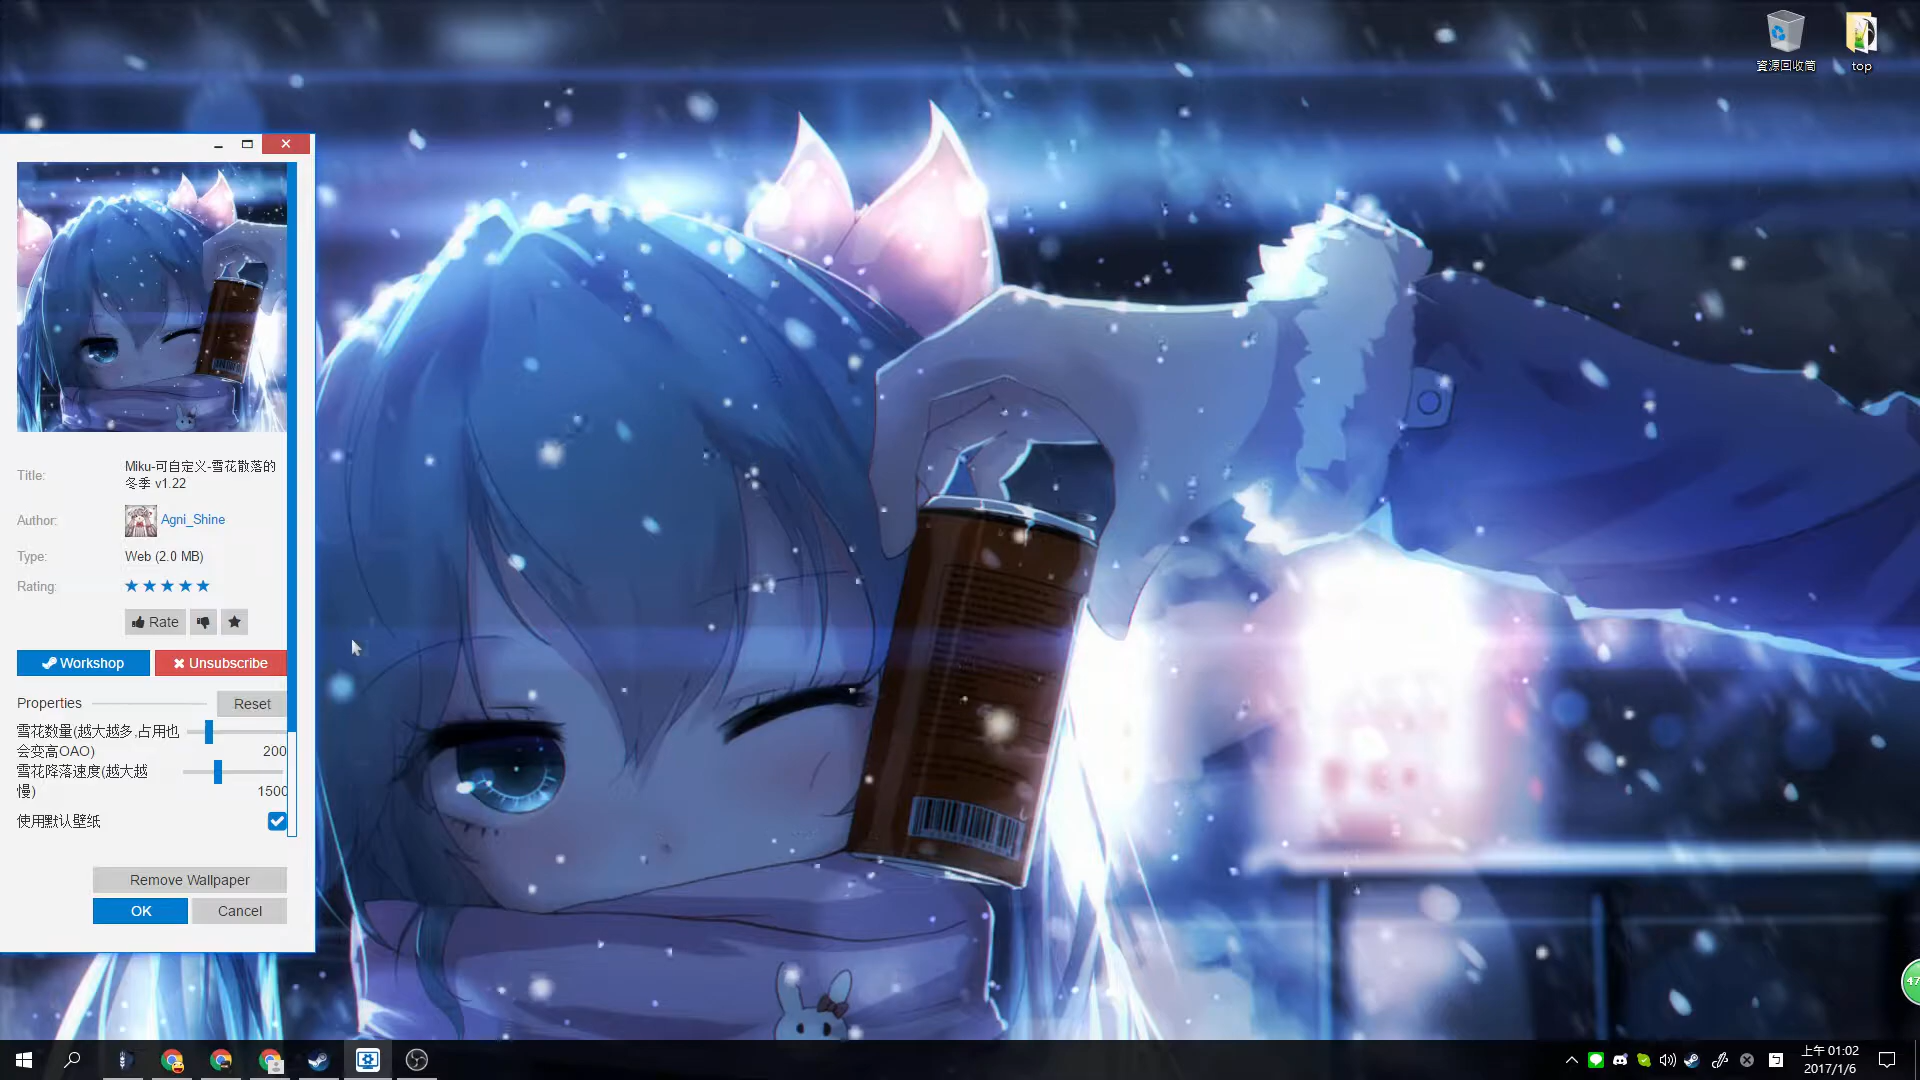 資源回收筒
top
Title:
Miku-可自定义-雪花散落的
冬季 v1.22
Author:
Agni_Shine
Type:
Web (2.0 MB)
Rating:
Rate
Workshop
Unsubscribe
Properties
Reset
雪花数量(越大越多,占用也
会变高OAO)
200
雪花降落速度(越大越
慢)
1500
使用默认壁纸
Remove Wallpaper
OK
Cancel
47
上午 01:02
2017/1/6